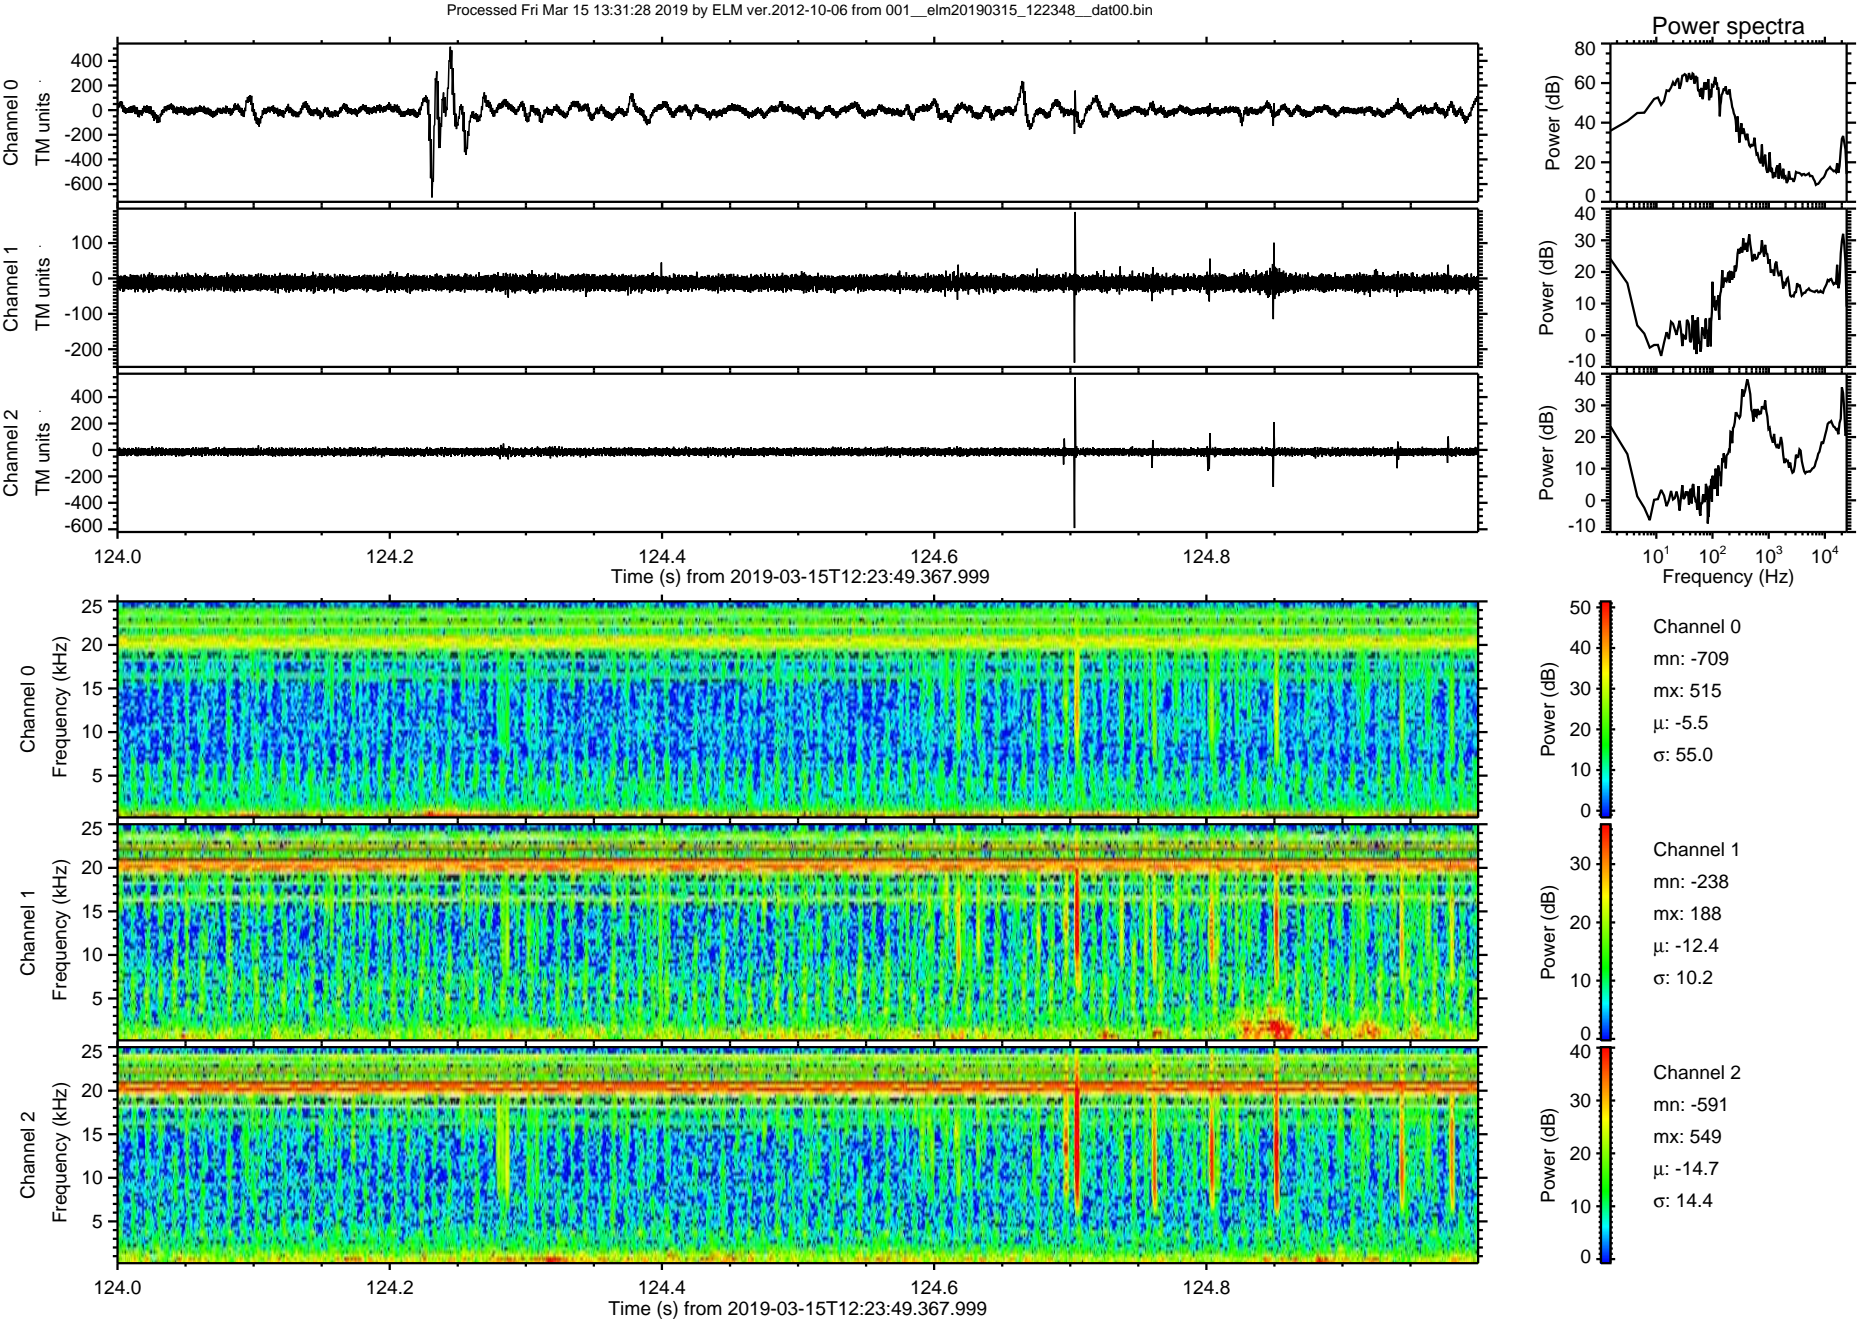 Processed Fri Mar 15 13:31:28 2019 by ELM ver.2012-10-06 from 001__elm20190315_122348__dat00.bin
Power spectra
Channel 0
TM units
400
200
0
-200
-400
-600
Power (dB)
80
60
40
20
0
Channel 1
TM units
100
0
-100
-200
Power (dB)
40
30
20
10
0
-10
Channel 2
TM units
400
200
0
-200
-400
-600
Power (dB)
40
30
20
10
0
-10
124.0 124.2 124.4 124.6 124.8
Time (s) from 2019-03-15T12:23:49.367.999
10¹ 10² 10³ 10⁴
Frequency (Hz)
Channel 0
Frequency (kHz)
25
20
15
10
5
Power (dB)
50
40
30
20
10
0
Channel 0
mn: -709
mx: 515
μ: -5.5
σ: 55.0
Channel 1
Frequency (kHz)
25
20
15
10
5
Power (dB)
30
20
10
0
Channel 1
mn: -238
mx: 188
μ: -12.4
σ: 10.2
Channel 2
Frequency (kHz)
25
20
15
10
5
Power (dB)
40
30
20
10
0
Channel 2
mn: -591
mx: 549
μ: -14.7
σ: 14.4
124.0 124.2 124.4 124.6 124.8
Time (s) from 2019-03-15T12:23:49.367.999